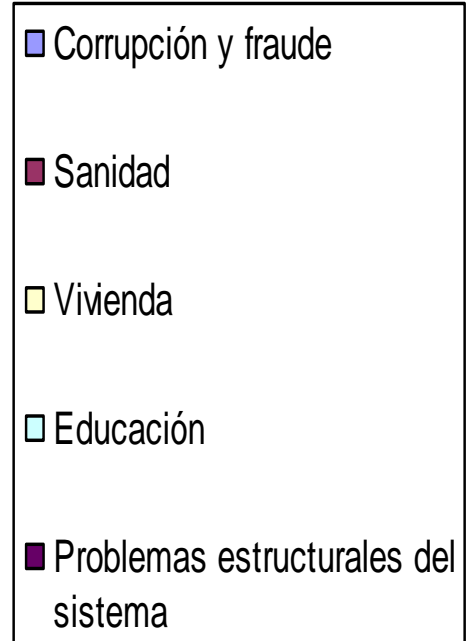 Corrupción y fraude
Sanidad
Vivienda
Educación
Problemas estructurales del
sistema